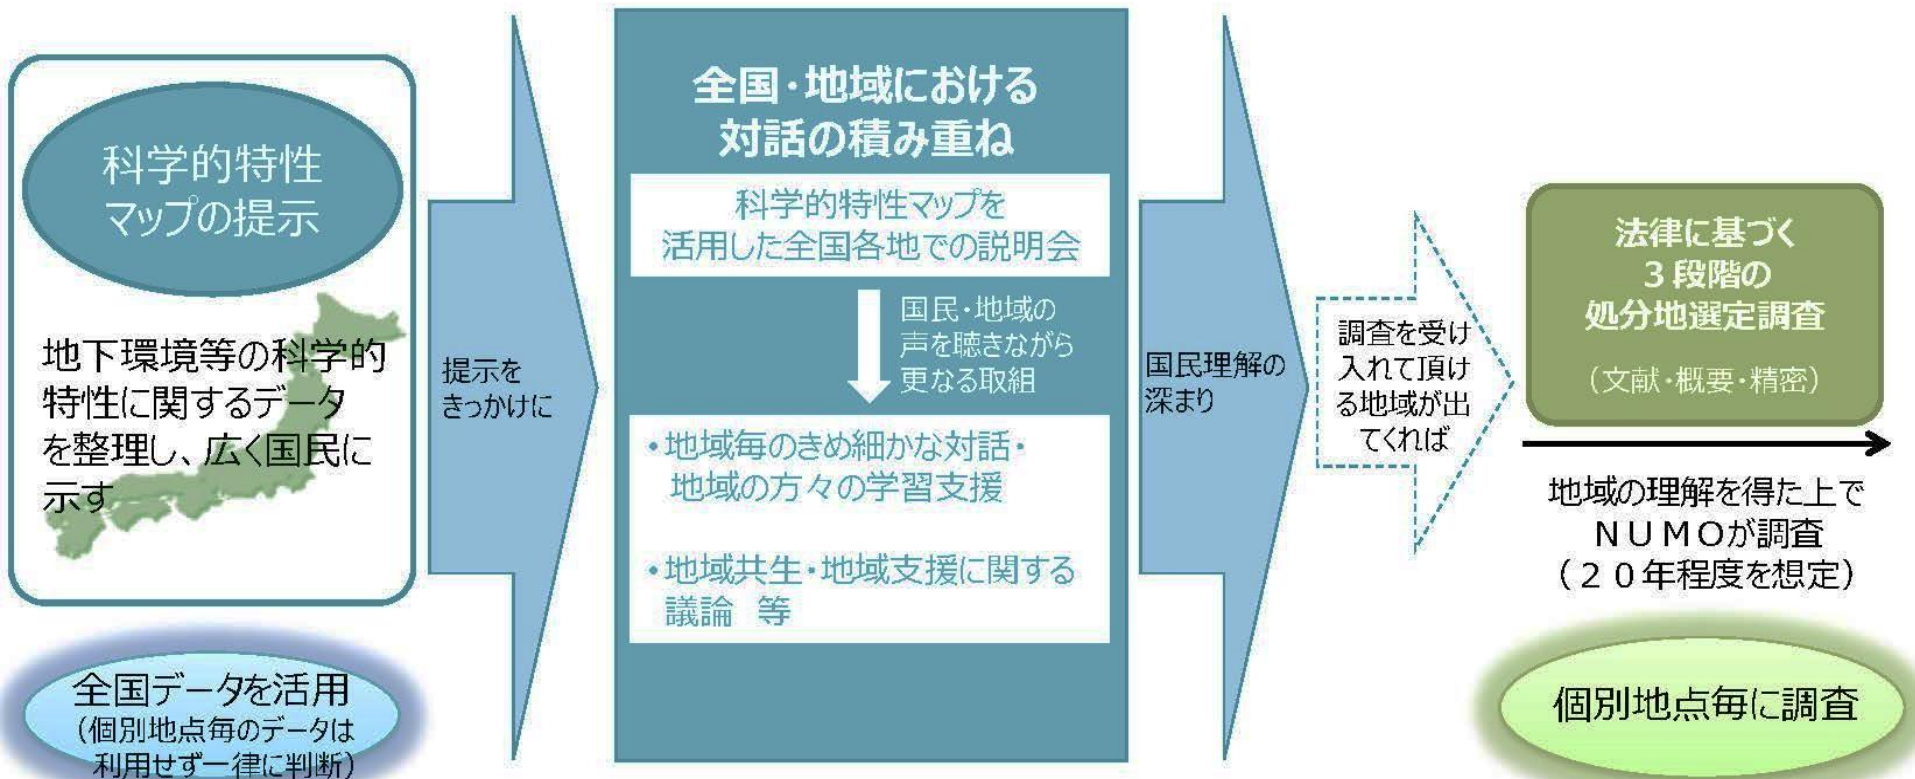 科学的特性
マップの提示
地下環境等の科学的
特性に関するデータ
を整理し、広く国民に
示す
全国データを活用
(個別地点毎のデータは
利用せず一律に判断)
提示を
きっかけに
全国・地域における
対話の積み重ね
科学的特性マップを
活用した全国各地での説明会
国民・地域の
声を聴きながら
更なる取組
・地域毎のきめ細かな対話・
地域の方々の学習支援
・地域共生・地域支援に関する
議論 等
国民理解の
深まり
調査を受け
入れて頂け
る地域が出
てくれば
法律に基づく
3段階の
処分地選定調査
(文献・概要・精密)
地域の理解を得た上で
NUMOが調査
(20年程度を想定)
個別地点毎に調査